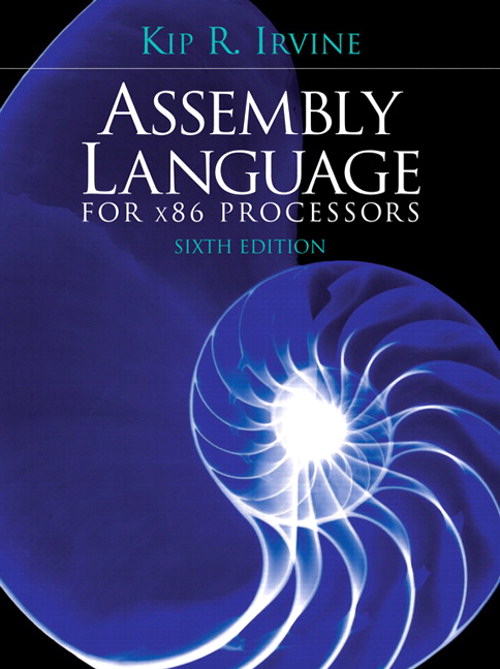 KIP R. IRVINE
ASSEMBLY
LANGUAGE
FOR x86 PROCESSORS
SIXTH EDITION